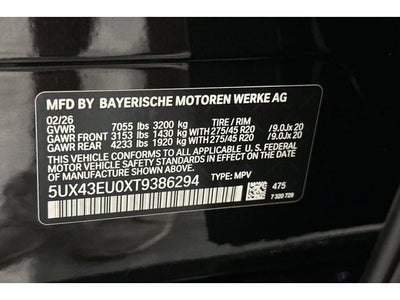 MFD BY BAYERISCHE MOTOREN WERKE AG
02/26 TIRE / RIM
GVWR 7055 lbs 3200 kg
GAWR FRONT 3153 lbs 1430 kg WITH 275/45 R20 / 9.0Jx 20
GAWR REAR 4233 lbs 1920 kg WITH 275/45 R20 / 9.0Jx 20
THIS VEHICLE CONFORMS TO ALL APPLICABLE U.S. FEDERAL
MOTOR VEHICLE SAFETY STANDARDS IN EFFECT ON THE DATE OF
MANUFACTURE SHOWN ABOVE.
5UX43EU0XT9386294 TYPE: MPV
475
7 320 726